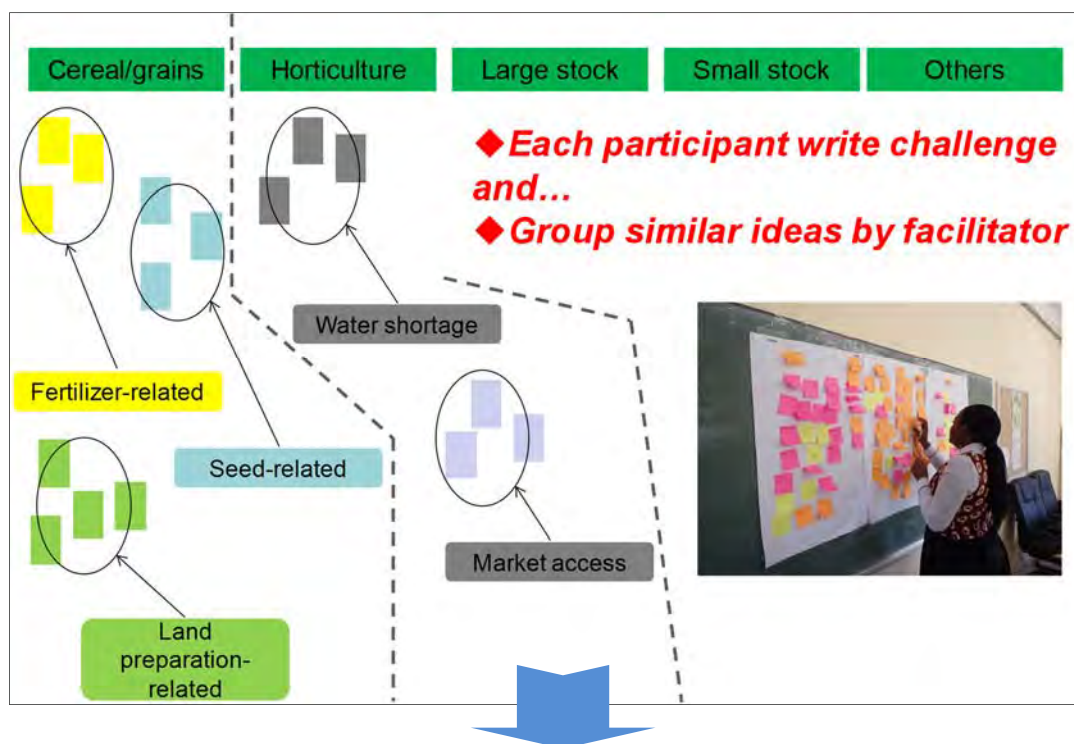 Cereal/grains
Horticulture
Large stock
Small stock
Others
◆Each participant write challenge
and…
◆Group similar ideas by facilitator
Water shortage
Fertilizer-related
Seed-related
Market access
Land
preparation-
related